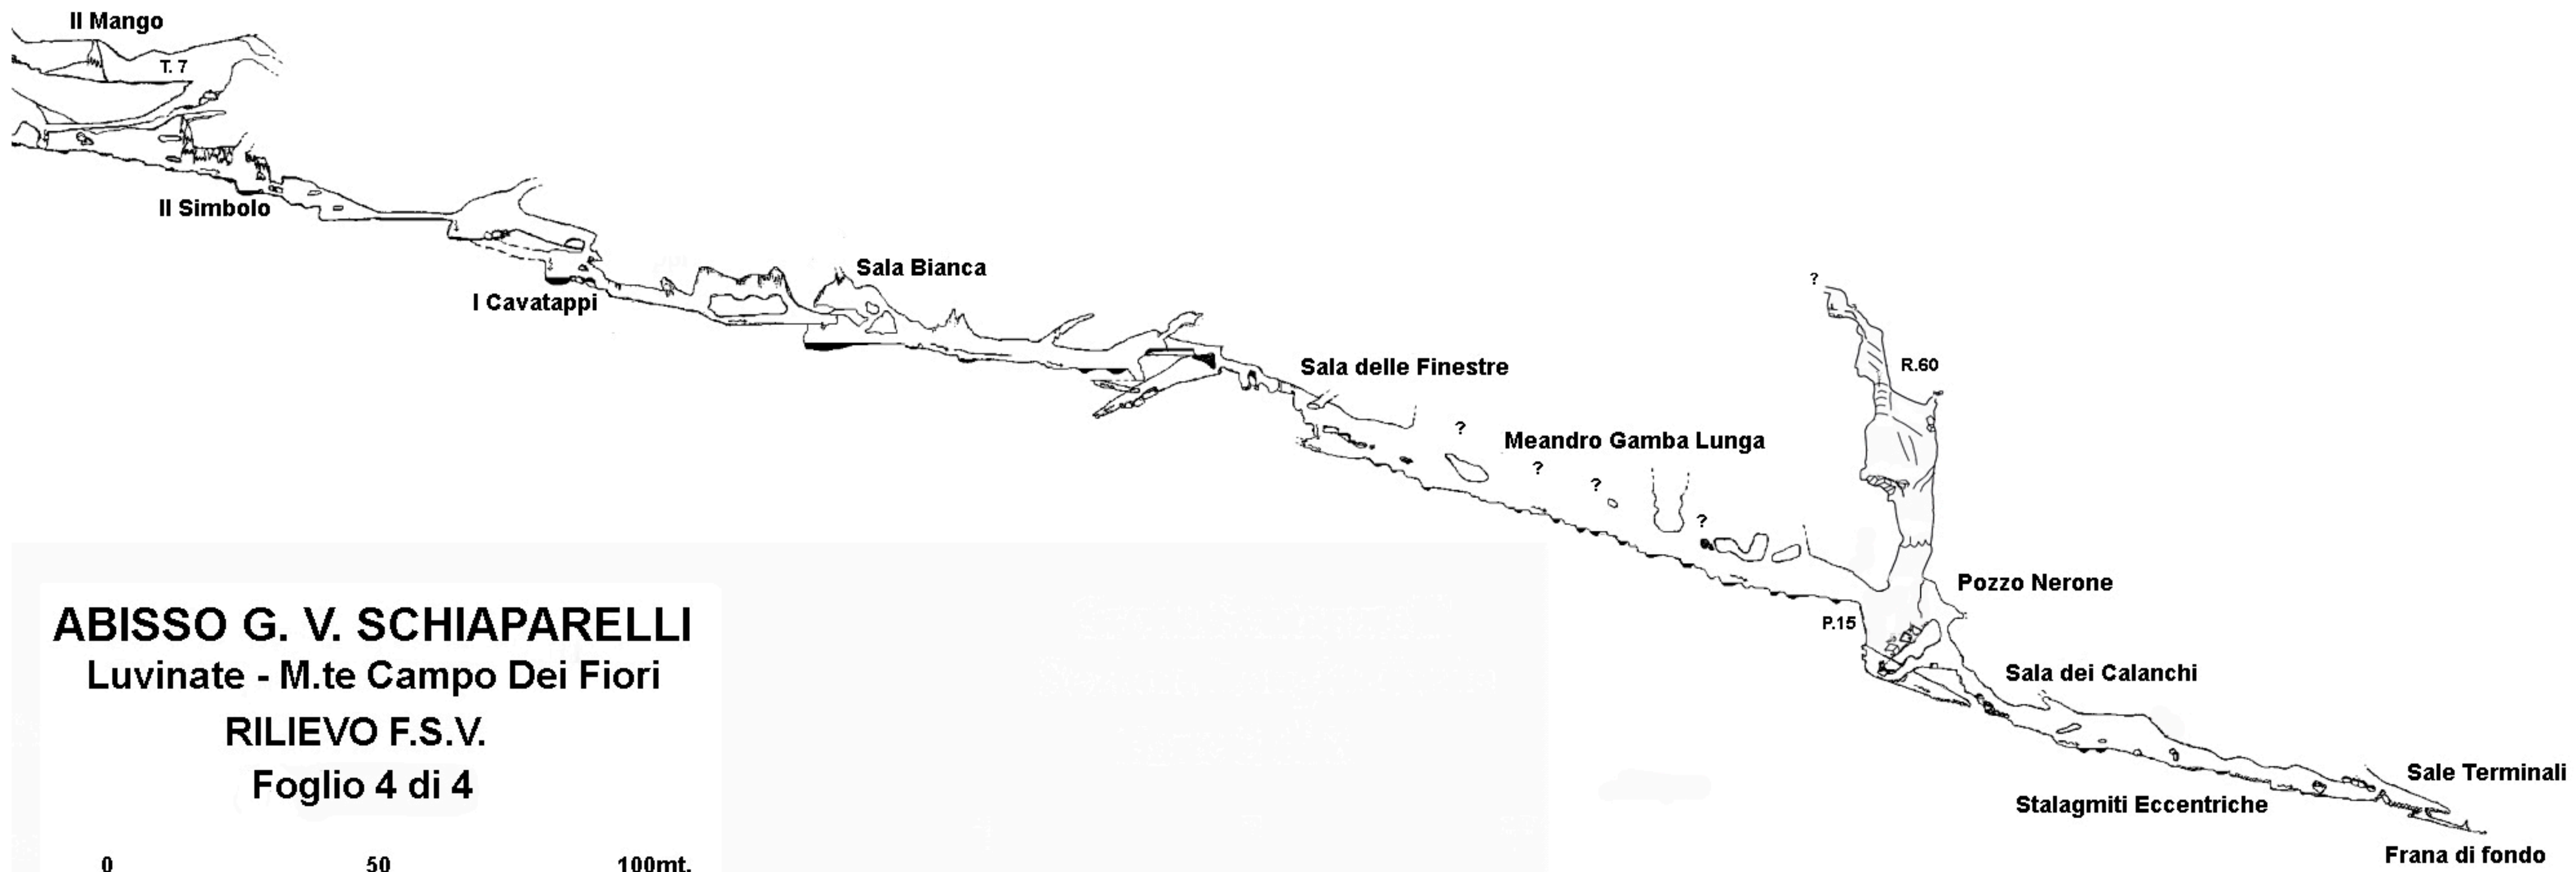 Il Mango
T. 7
Il Simbolo
I Cavatappi
Sala Bianca
Sala delle Finestre
?
Meandro Gamba Lunga
?
?
?
?
R.60
Pozzo Nerone
P.15
Sala dei Calanchi
Sale Terminali
Stalagmiti Eccentriche
Frana di fondo
ABISSO G. V. SCHIAPARELLI
Luvinate - M.te Campo Dei Fiori
RILIEVO F.S.V.
Foglio 4 di 4
0 50 100mt.